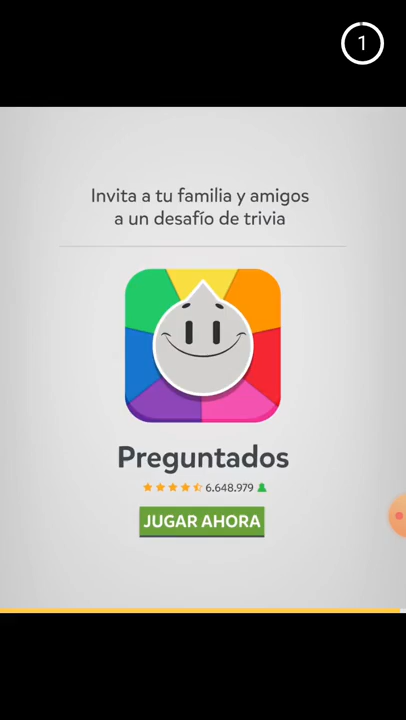 1
Invita a tu familia y amigos
a un desafío de trivia
Preguntados
6.648.979
JUGAR AHORA